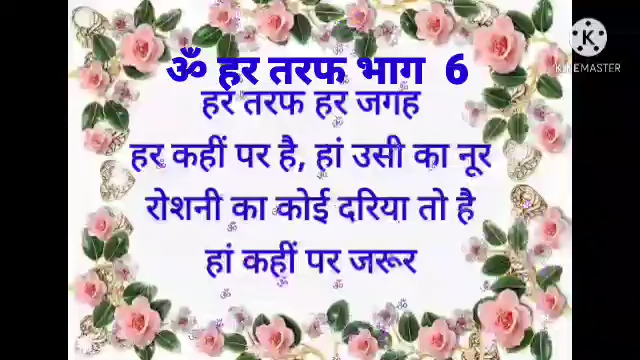 ॐ हर तरफ भाग 6
हर तरफ हर जगह
हर कहीं पर है, हां उसी का नूर
रोशनी का कोई दरिया तो है
हां कहीं पर जरूर
K
KINEMASTER